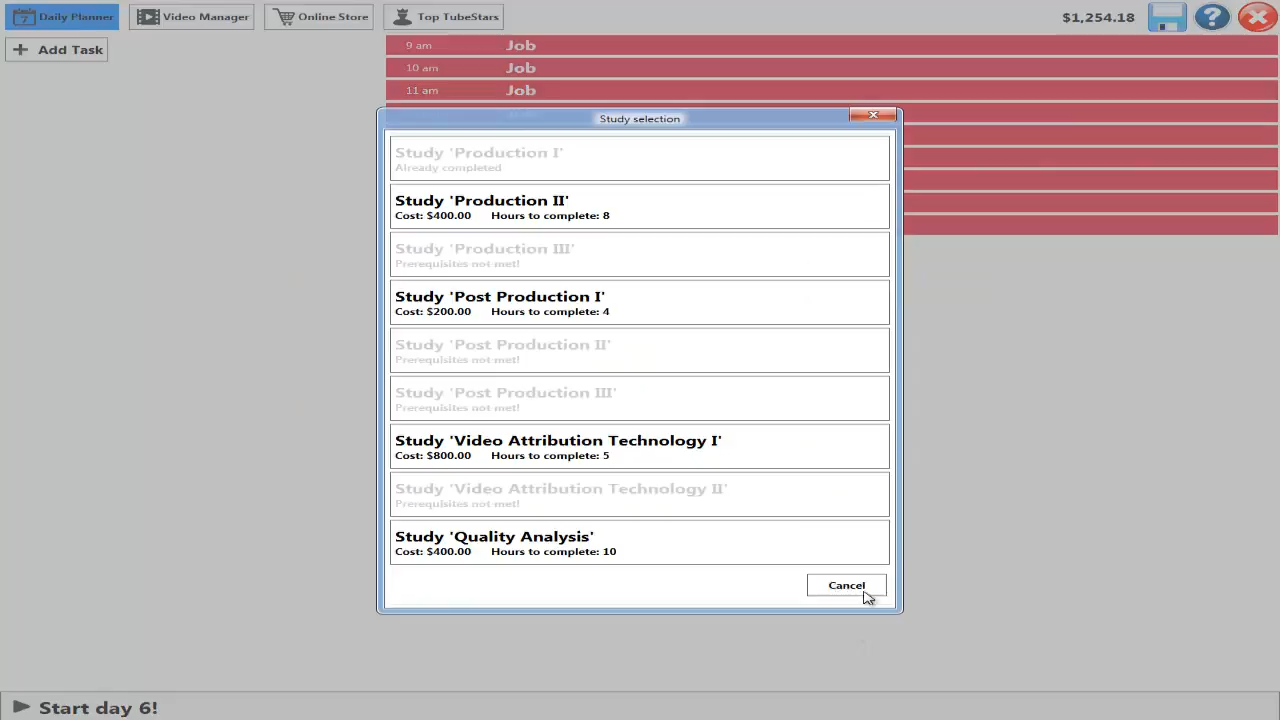 Daily Planner
Video Manager
Online Store
Top TubeStars
$1,254.18
Add Task
9 am Job
10 am Job
11 am Job
Study selection
Study 'Production I'
Already completed
Study 'Production II'
Cost: $400.00 Hours to complete: 8
Study 'Production III'
Prerequisites not met!
Study 'Post Production I'
Cost: $200.00 Hours to complete: 4
Study 'Post Production II'
Prerequisites not met!
Study 'Post Production III'
Prerequisites not met!
Study 'Video Attribution Technology I'
Cost: $800.00 Hours to complete: 5
Study 'Video Attribution Technology II'
Prerequisites not met!
Study 'Quality Analysis'
Cost: $400.00 Hours to complete: 10
Cancel
Start day 6!